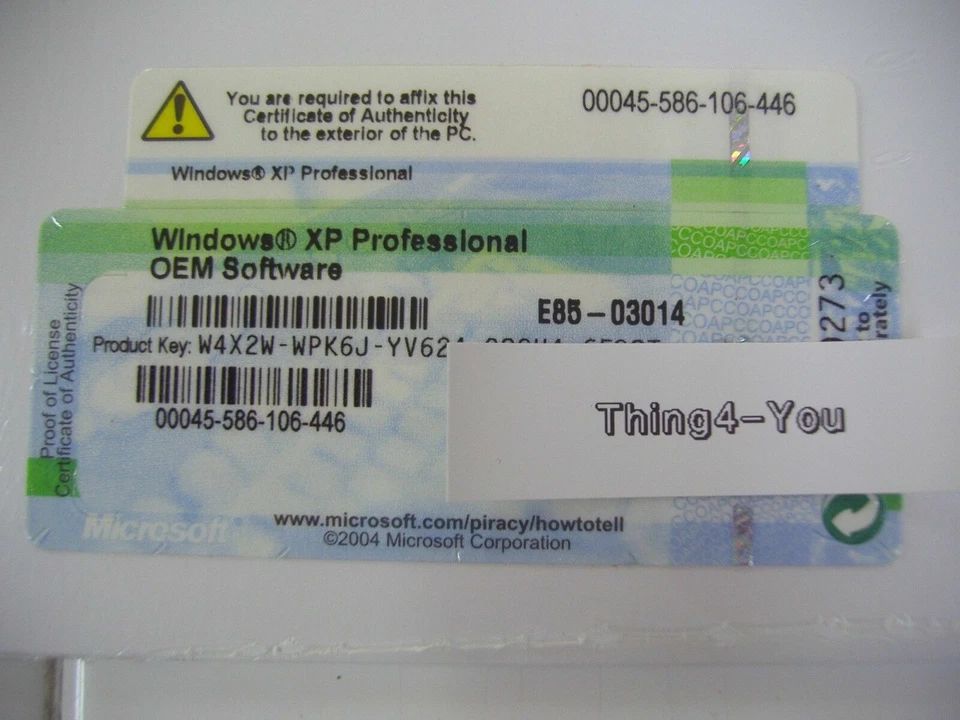 You are required to affix this
Certificate of Authenticity
to the exterior of the PC.
00045-586-106-446
Windows® XP Professional
Windows® XP Professional
OEM Software
E85-03014
Product Key: W4X2W-WPK6J-
00045-586-106-446
Proof of License
Certificate of Authenticity
Thing4-You
Microsoft
www.microsoft.com/piracy/howtotell
©2004 Microsoft Corporation
to